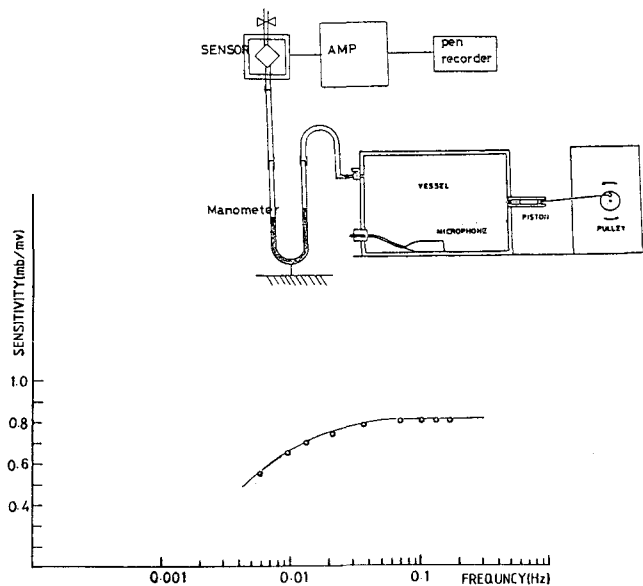 SENSOR
AMP
pen
recorder
Manometer
VESSEL
MICROPHONE
PISTON
PULLEY
SENSITIVITY(mb/mv)
1.0
0.8
0.6
0.4
0.001
0.01
0.1
FREQUNCY(Hz)